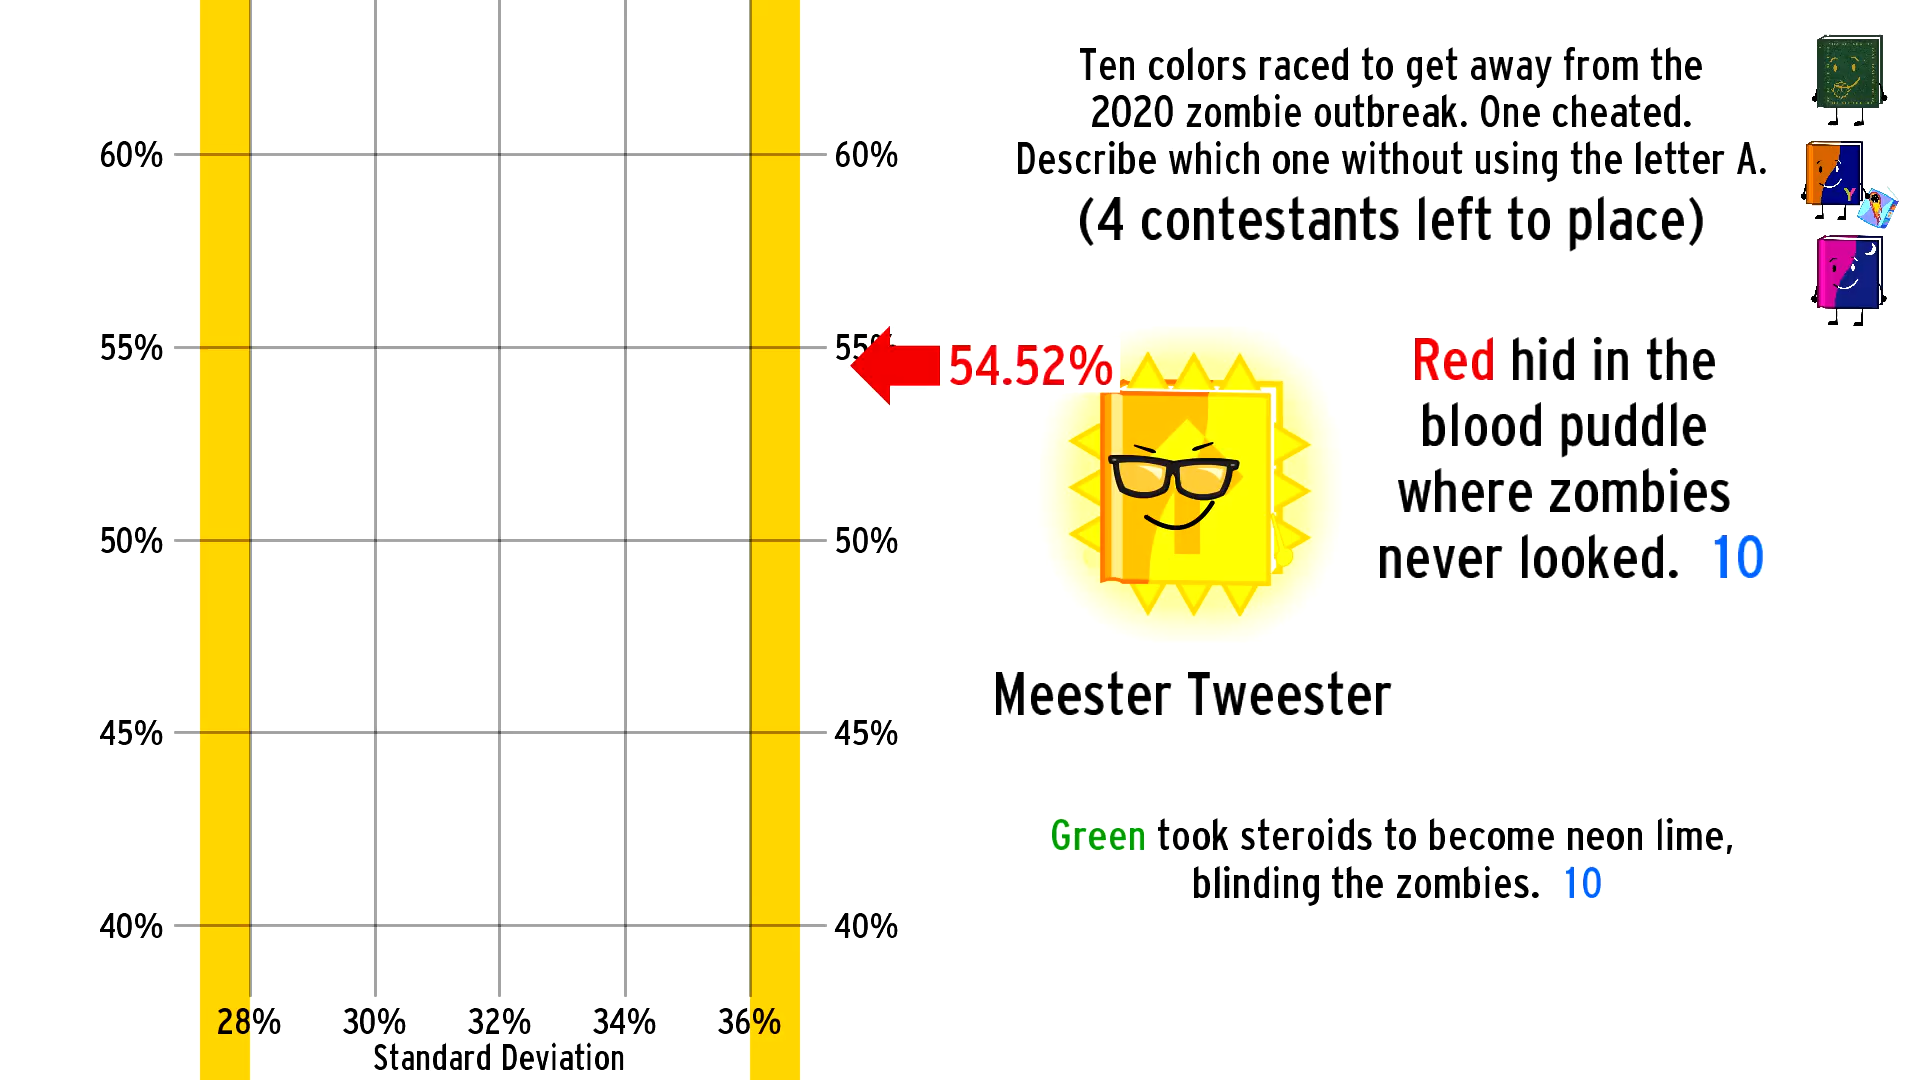 Ten colors raced to get away from the
2020 zombie outbreak. One cheated.
Describe which one without using the letter A.
(4 contestants left to place)
60%
60%
55%
55%
54.52%
Red hid in the
blood puddle
where zombies
never looked. 10
Y
50%
50%
Meester Tweester
45%
45%
Green took steroids to become neon lime,
blinding the zombies. 10
40%
40%
28%
30%
32%
34%
36%
Standard Deviation